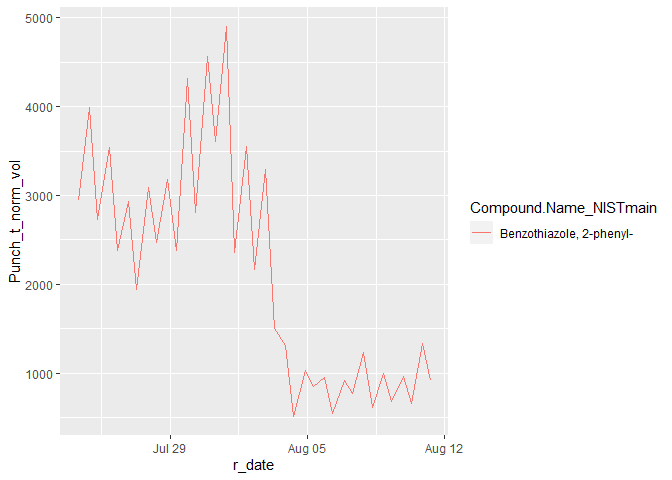 5000
4000
3000
2000
1000
Punch_t_norm_vol
Jul 29
Aug 05
Aug 12
r_date
Compound.Name_NISTmain
Benzothiazole, 2-phenyl-